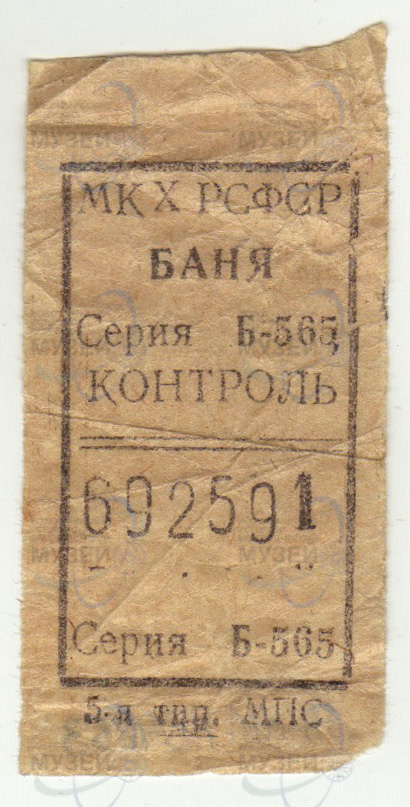 МКХ РСФСР
БАНЯ
Серия Б-565
КОНТРОЛЬ
692591
Серия Б-565
5-я тип. МПС